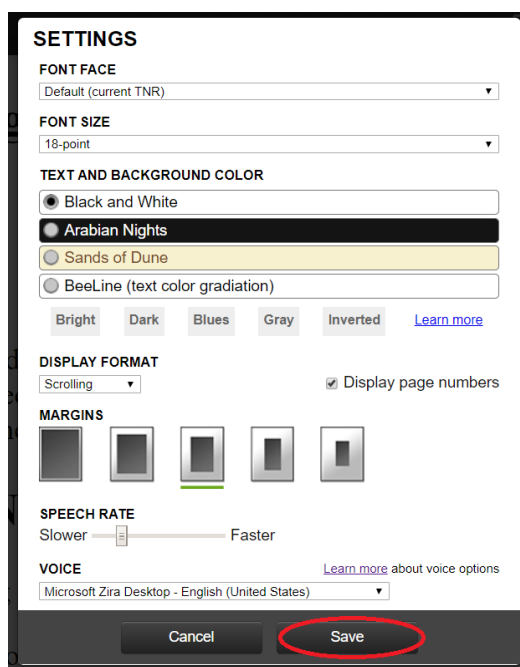 SETTINGS
FONT FACE
Default (current TNR)
FONT SIZE
18-point
TEXT AND BACKGROUND COLOR
Black and White
Arabian Nights
Sands of Dune
BeeLine (text color gradiation)
Bright Dark Blues Gray Inverted Learn more
DISPLAY FORMAT
Scrolling Display page numbers
MARGINS
SPEECH RATE
Slower Faster
VOICE Learn more about voice options
Microsoft Zira Desktop - English (United States)
Cancel Save